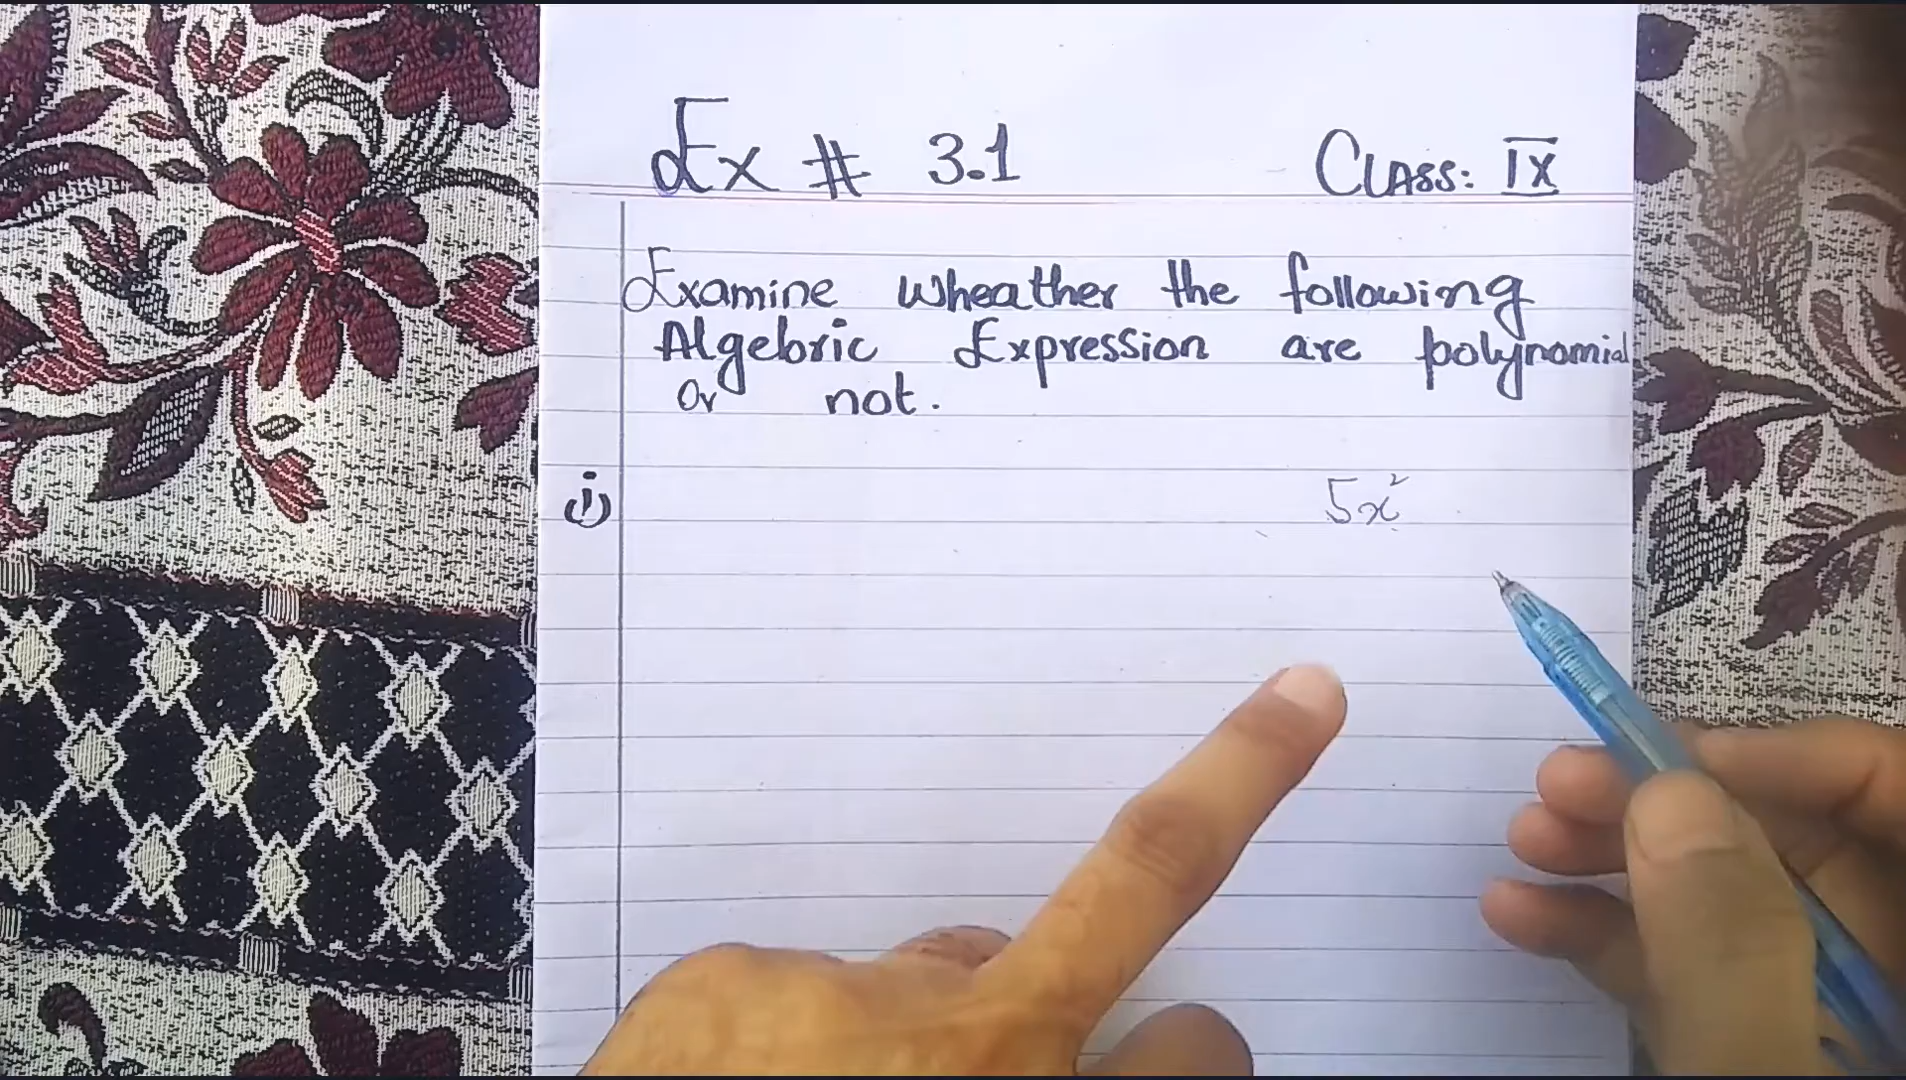 Ex # 3.1 CLASS: IX
Examine wheather the following
Algebric Expression are polynomial
Or not.
(i) 5x²